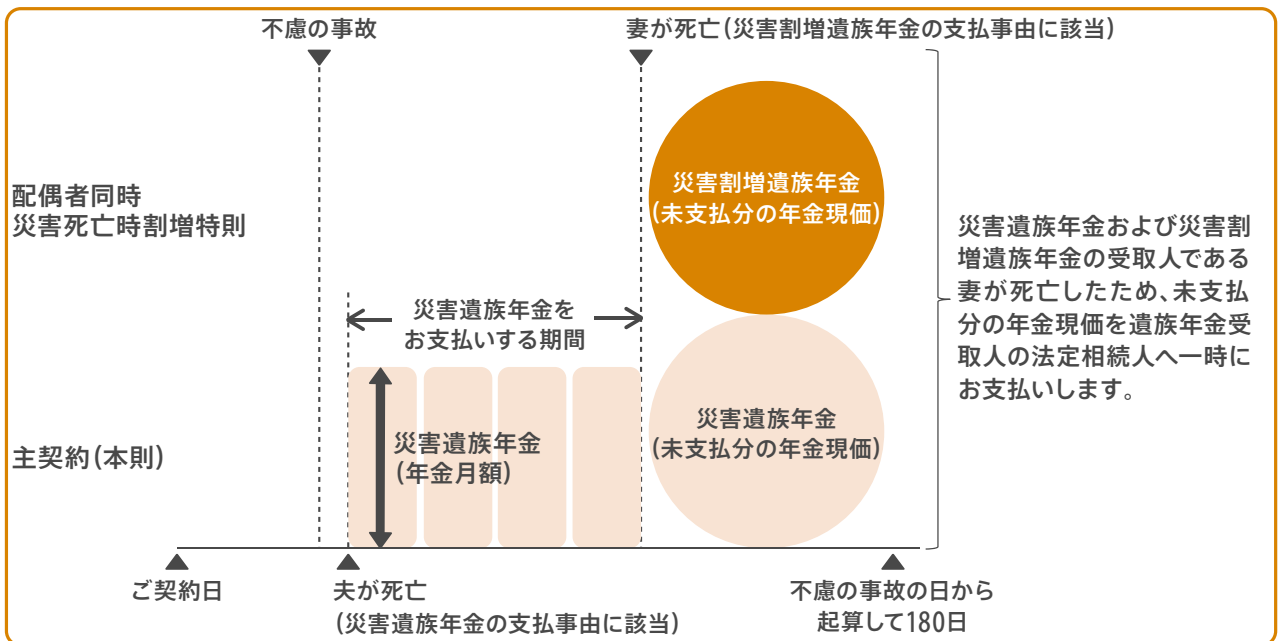 不慮の事故
妻が死亡(災害割増遺族年金の支払事由に該当)
配偶者同時
災害死亡時割増特則
災害割増遺族年金
(未支払分の年金現価)
災害遺族年金および災害割
増遺族年金の受取人である
妻が死亡したため、未支払
分の年金現価を遺族年金受
取人の法定相続人へ一時に
お支払いします。
災害遺族年金を
お支払いする期間
主契約(本則)
災害遺族年金
(年金月額)
災害遺族年金
(未支払分の年金現価)
ご契約日
夫が死亡
(災害遺族年金の支払事由に該当)
不慮の事故の日から
起算して180日